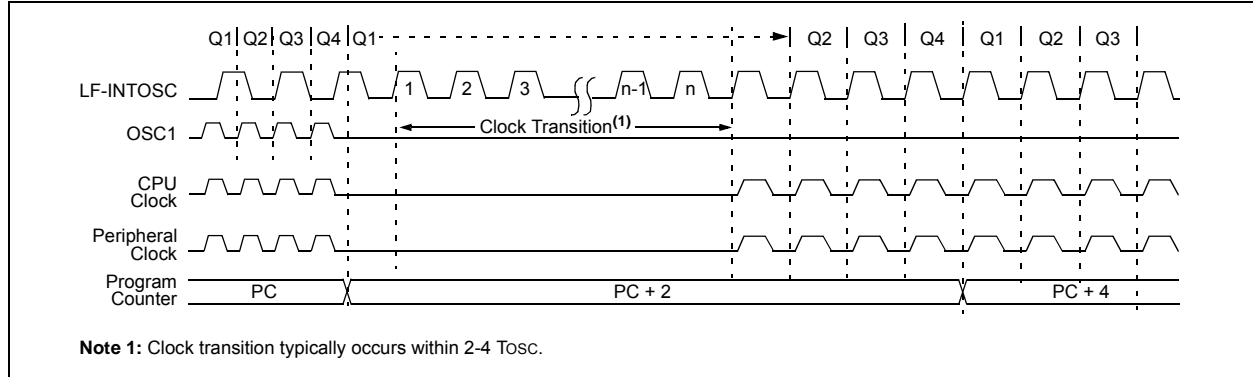 Q1 Q2 Q3 Q4 Q1 Q2 Q3 Q4 Q1 Q2 Q3
LF-INTOSC
1 2 3 n-1 n
OSC1
Clock Transition(1)
CPU
Clock
Peripheral
Clock
Program
Counter
PC PC + 2 PC + 4
Note 1: Clock transition typically occurs within 2-4 TOSC.